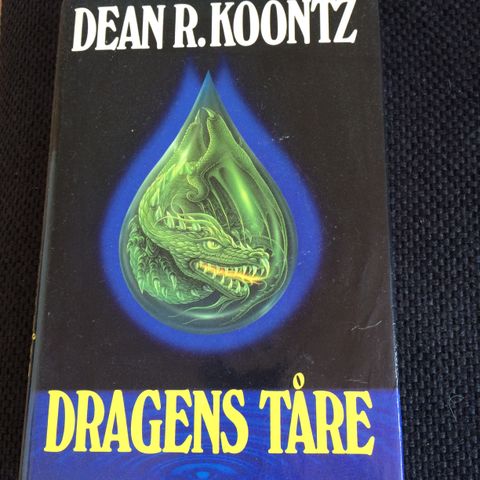 DEAN R. KOONTZ
DRAGENS TÅRE